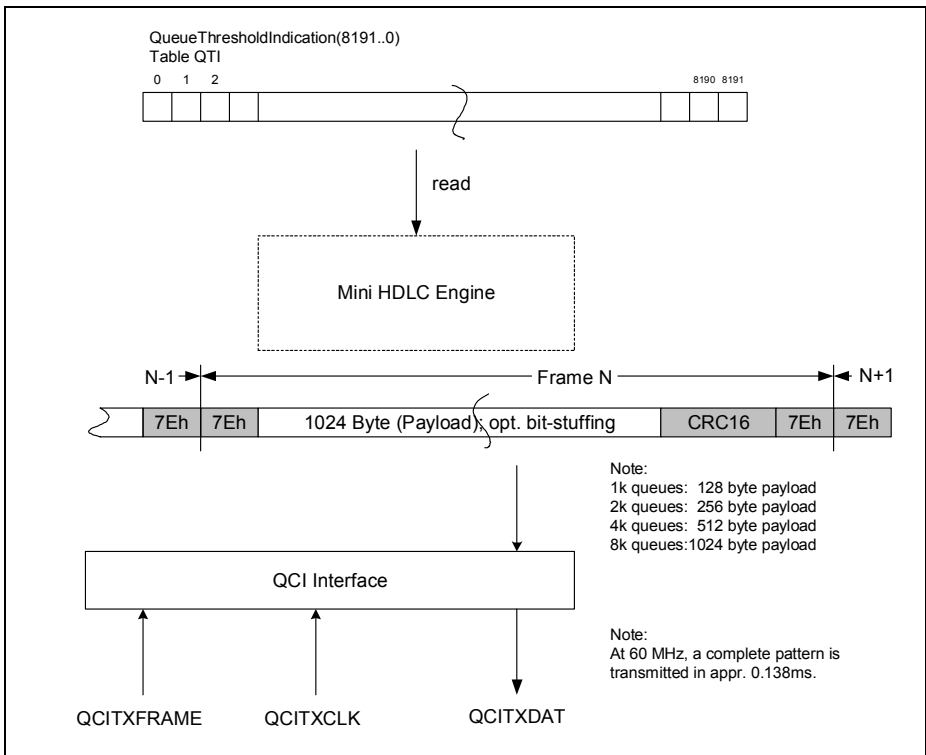 QueueThresholdIndication(8191..0)
Table QTI
0 1 2 8190 8191
read
Mini HDLC Engine
N-1 Frame N N+1
7Eh 7Eh 1024 Byte (Payload), opt. bit-stuffing CRC16 7Eh 7Eh
Note:
1k queues: 128 byte payload
2k queues: 256 byte payload
4k queues: 512 byte payload
8k queues:1024 byte payload
QCI Interface
Note:
At 60 MHz, a complete pattern is
transmitted in appr. 0.138ms.
QCITXFRAME QCITXCLK QCITXDAT